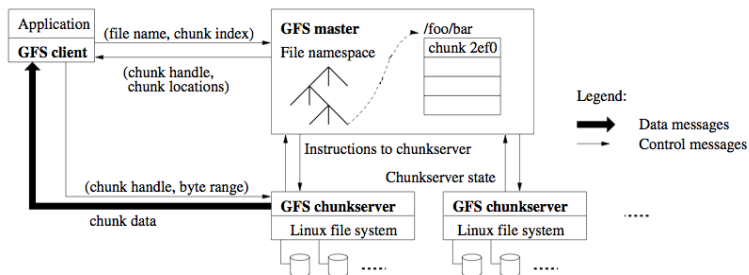 Application
GFS client
(file name, chunk index)
(chunk handle,
chunk locations)
GFS master
File namespace
/foo/bar
chunk 2ef0
Legend:
Data messages
Control messages
Instructions to chunkserver
Chunkserver state
(chunk handle, byte range)
chunk data
GFS chunkserver
Linux file system
GFS chunkserver
Linux file system